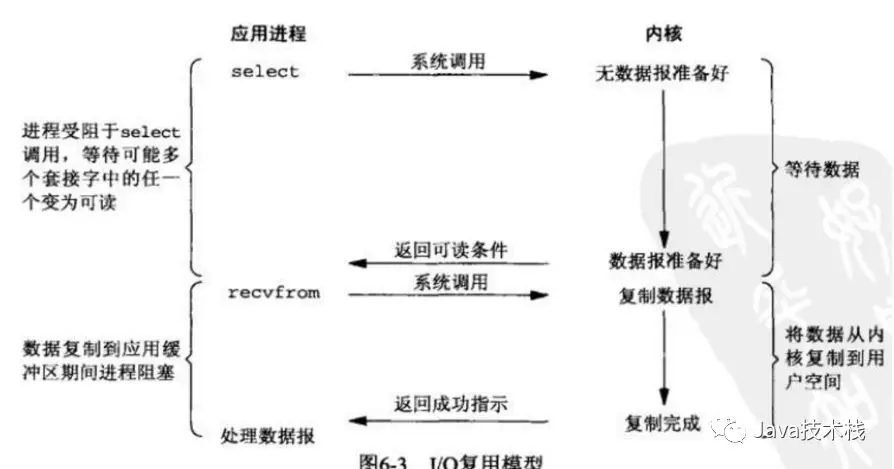 应用进程
内核
select
系统调用
无数据报准备好
进程受阻于select
调用，等待可能多
个套接字中的任一
个变为可读
等待数据
返回可读条件
数据报准备好
recvfrom
系统调用
复制数据报
数据复制到应用缓
冲区期间进程阻塞
将数据从内
核复制到用
户空间
返回成功指示
处理数据报
复制完成
Java技术栈
图6-3 I/O复用模型